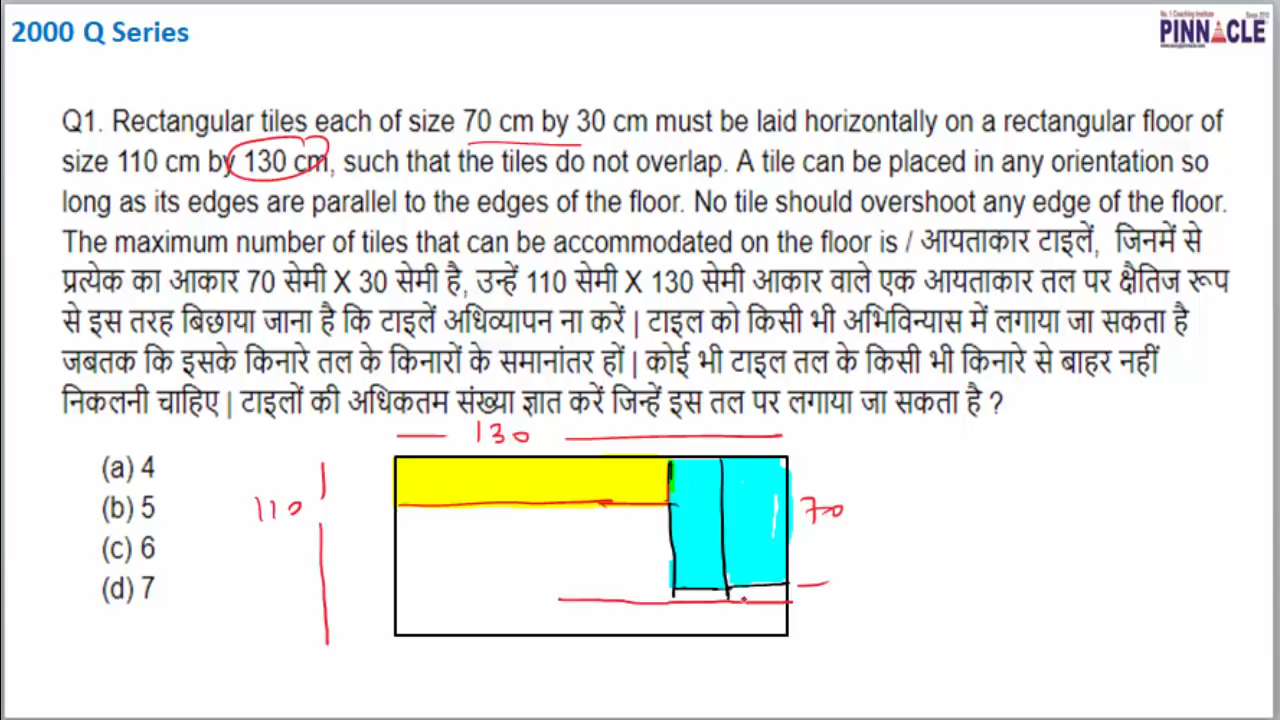 2000 Q Series
No. 1 Coaching Institute
Since 2012
PINNACLE
Q1. Rectangular tiles each of size 70 cm by 30 cm must be laid horizontally on a rectangular floor of
size 110 cm by 130 cm, such that the tiles do not overlap. A tile can be placed in any orientation so
long as its edges are parallel to the edges of the floor. No tile should overshoot any edge of the floor.
The maximum number of tiles that can be accommodated on the floor is / आयताकार टाइलें, जिनमें से
प्रत्येक का आकार 70 सेमी X 30 सेमी है, उन्हें 110 सेमी X 130 सेमी आकार वाले एक आयताकार तल पर क्षैतिज रूप
से इस तरह बिछाया जाना है कि टाइलें अधिव्यापन ना करें | टाइल को किसी भी अभिविन्यास में लगाया जा सकता है
जबतक कि इसके किनारे तल के किनारों के समानांतर हों | कोई भी टाइल तल के किसी भी किनारे से बाहर नहीं
निकलनी चाहिए | टाइलों की अधिकतम संख्या ज्ञात करें जिन्हें इस तल पर लगाया जा सकता है ?
130
(a) 4
(b) 5
110
70
(c) 6
(d) 7